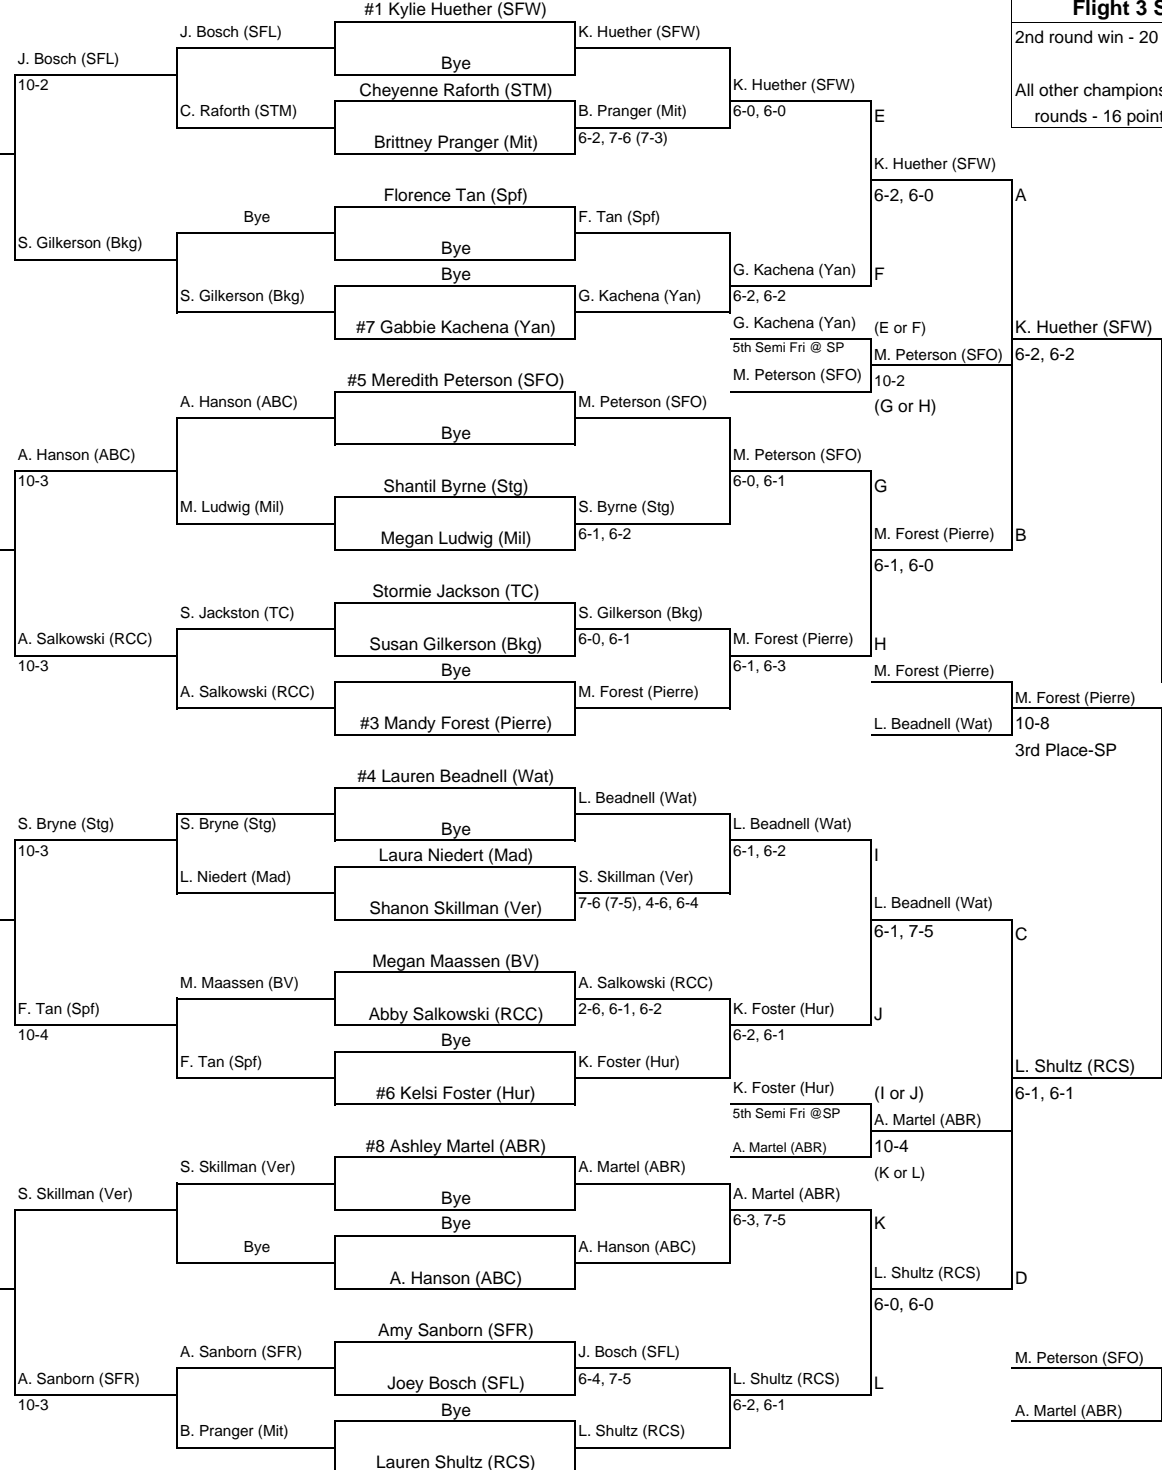 #1 Kylie Huether (SFW)
Flight 3 S
J. Bosch (SFL)
K. Huether (SFW)
2nd round win - 20
J. Bosch (SFL)
Bye
10-2
Cheyenne Raforth (STM)
K. Huether (SFW)
All other champions
C. Raforth (STM)
B. Pranger (Mit)
6-0, 6-0
E
rounds - 16 point
Brittney Pranger (Mit)
6-2, 7-6 (7-3)
K. Huether (SFW)
Florence Tan (Spf)
6-2, 6-0
A
Bye
F. Tan (Spf)
S. Gilkerson (Bkg)
Bye
Bye
G. Kachena (Yan)
F
S. Gilkerson (Bkg)
G. Kachena (Yan)
6-2, 6-2
#7 Gabbie Kachena (Yan)
G. Kachena (Yan)
(E or F)
K. Huether (SFW)
5th Semi Fri @ SP
M. Peterson (SFO)
6-2, 6-2
#5 Meredith Peterson (SFO)
M. Peterson (SFO)
10-2
A. Hanson (ABC)
M. Peterson (SFO)
(G or H)
Bye
A. Hanson (ABC)
M. Peterson (SFO)
10-3
Shantil Byrne (Stg)
6-0, 6-1
G
M. Ludwig (Mil)
S. Byrne (Stg)
Megan Ludwig (Mil)
6-1, 6-2
M. Forest (Pierre)
B
6-1, 6-0
Stormie Jackson (TC)
S. Jackston (TC)
S. Gilkerson (Bkg)
A. Salkowski (RCC)
Susan Gilkerson (Bkg)
6-0, 6-1
M. Forest (Pierre)
H
10-3
Bye
6-1, 6-3
M. Forest (Pierre)
A. Salkowski (RCC)
M. Forest (Pierre)
M. Forest (Pierre)
#3 Mandy Forest (Pierre)
L. Beadnell (Wat)
10-8
3rd Place-SP
#4 Lauren Beadnell (Wat)
L. Beadnell (Wat)
S. Bryne (Stg)
S. Bryne (Stg)
Bye
L. Beadnell (Wat)
10-3
Laura Niedert (Mad)
6-1, 6-2
I
L. Niedert (Mad)
S. Skillman (Ver)
Shanon Skillman (Ver)
7-6 (7-5), 4-6, 6-4
L. Beadnell (Wat)
6-1, 7-5
C
Megan Maassen (BV)
M. Maassen (BV)
A. Salkowski (RCC)
F. Tan (Spf)
Abby Salkowski (RCC)
2-6, 6-1, 6-2
K. Foster (Hur)
J
10-4
Bye
6-2, 6-1
F. Tan (Spf)
K. Foster (Hur)
L. Shultz (RCS)
#6 Kelsi Foster (Hur)
K. Foster (Hur)
(I or J)
6-1, 6-1
5th Semi Fri @SP
A. Martel (ABR)
#8 Ashley Martel (ABR)
A. Martel (ABR)
10-4
S. Skillman (Ver)
A. Martel (ABR)
(K or L)
S. Skillman (Ver)
Bye
A. Martel (ABR)
Bye
6-3, 7-5
K
Bye
A. Hanson (ABC)
A. Hanson (ABC)
L. Shultz (RCS)
D
6-0, 6-0
Amy Sanborn (SFR)
A. Sanborn (SFR)
J. Bosch (SFL)
M. Peterson (SFO)
A. Sanborn (SFR)
Joey Bosch (SFL)
6-4, 7-5
L. Shultz (RCS)
L
10-3
Bye
6-2, 6-1
A. Martel (ABR)
B. Pranger (Mit)
L. Shultz (RCS)
Lauren Shultz (RCS)